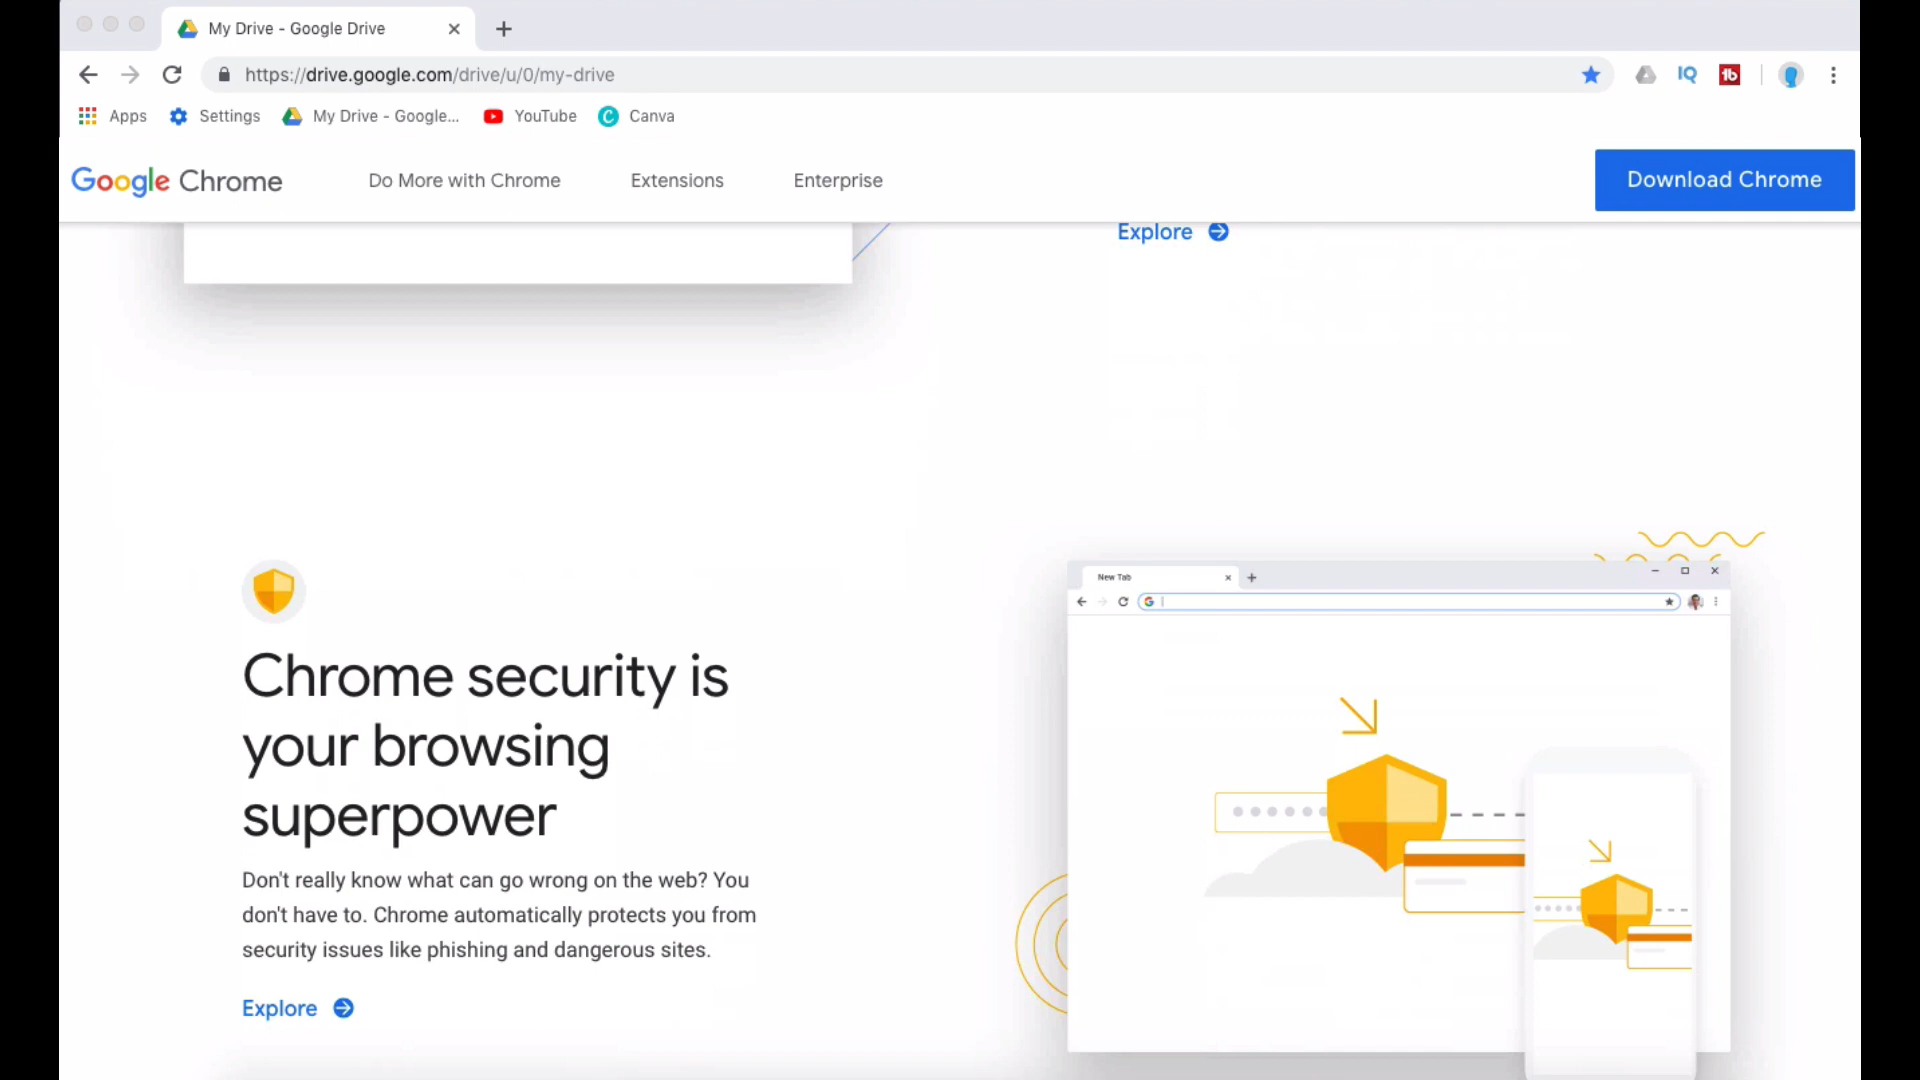 My Drive - Google Drive
https://drive.google.com/drive/u/0/my-drive
IQ
Apps Settings My Drive - Google... YouTube Canva
Google Chrome Do More with Chrome Extensions Enterprise Download Chrome
Explore
New Tab
Chrome security is
your browsing
superpower
Don't really know what can go wrong on the web? You
don't have to. Chrome automatically protects you from
security issues like phishing and dangerous sites.
Explore